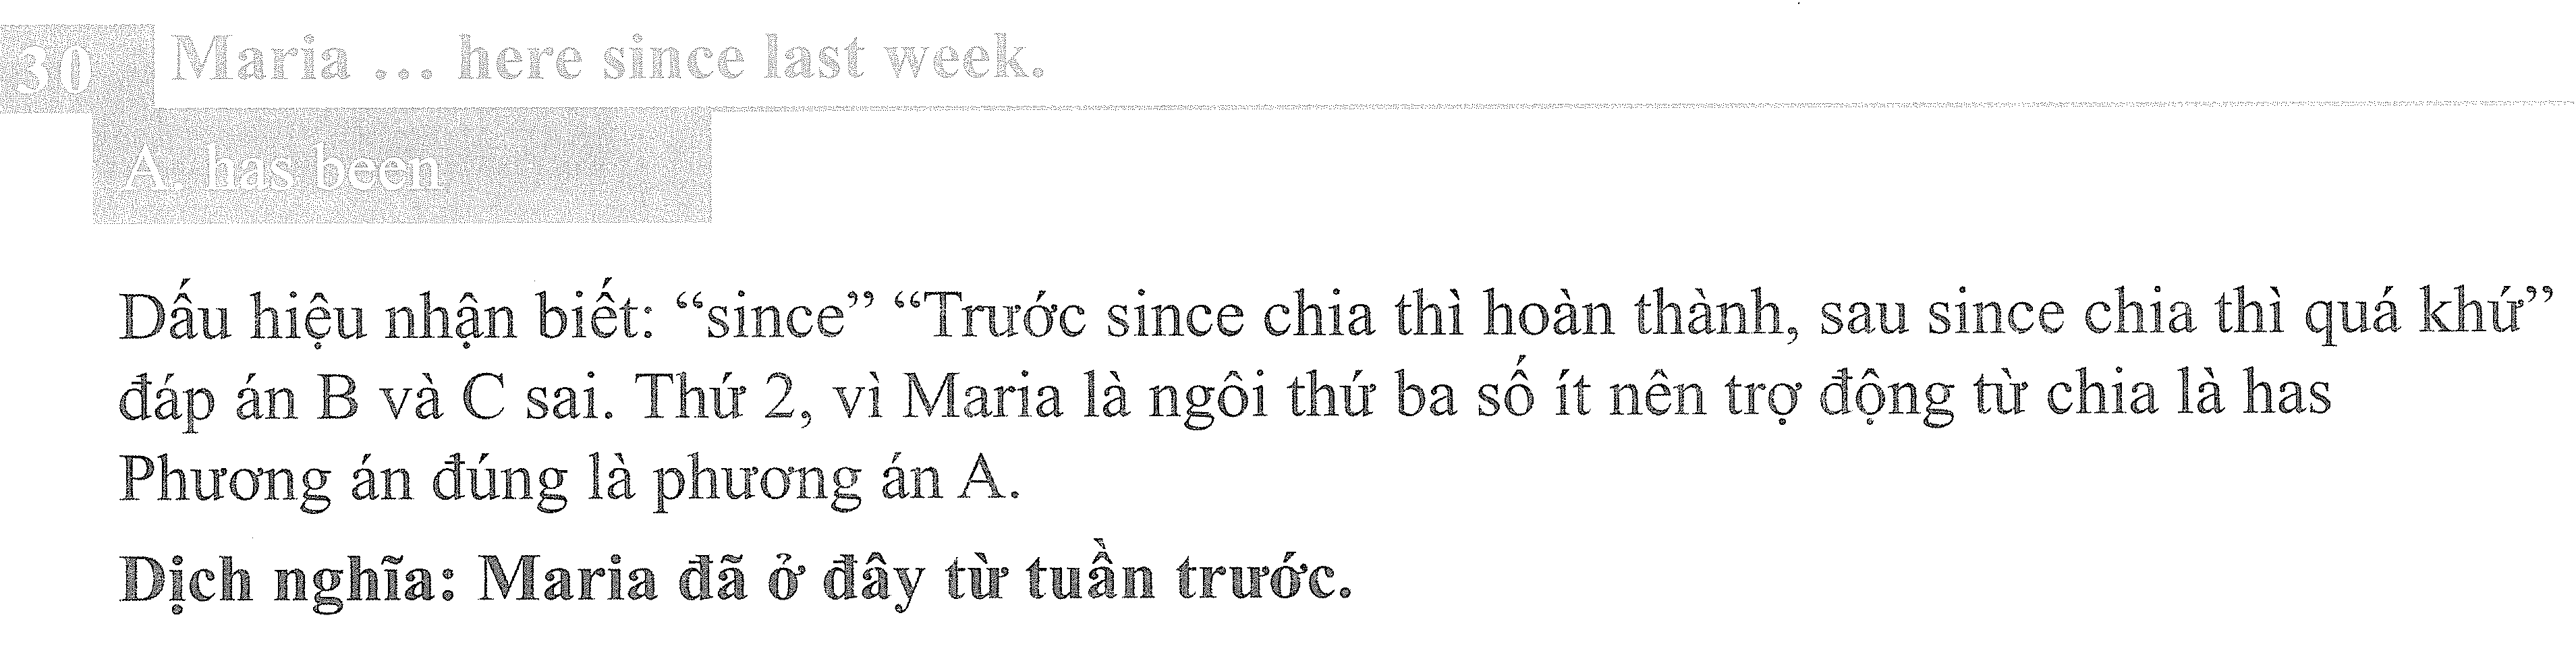 30 Maria ... here since last week.
A. has been
Dấu hiệu nhận biết: “since” “Trước since chia thì hoàn thành, sau since chia thì quá khứ”
đáp án B và C sai. Thứ 2, vì Maria là ngôi thứ ba số ít nên trợ động từ chia là has
Phương án đúng là phương án A.
Dịch nghĩa: Maria đã ở đây từ tuần trước.